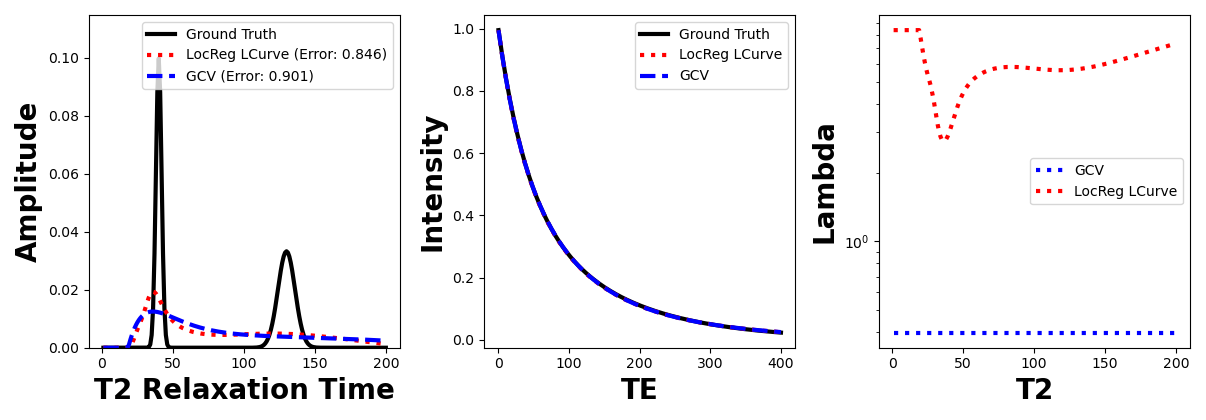 Amplitude
0.10
0.08
0.06
0.04
0.02
0.00
Ground Truth
LocReg LCurve (Error: 0.846)
GCV (Error: 0.901)
0 50 100 150 200
T2 Relaxation Time
Intensity
1.0
0.8
0.6
0.4
0.2
0.0
Ground Truth
LocReg LCurve
GCV
0 100 200 300 400
TE
Lambda
10⁰
GCV
LocReg LCurve
0 50 100 150 200
T2